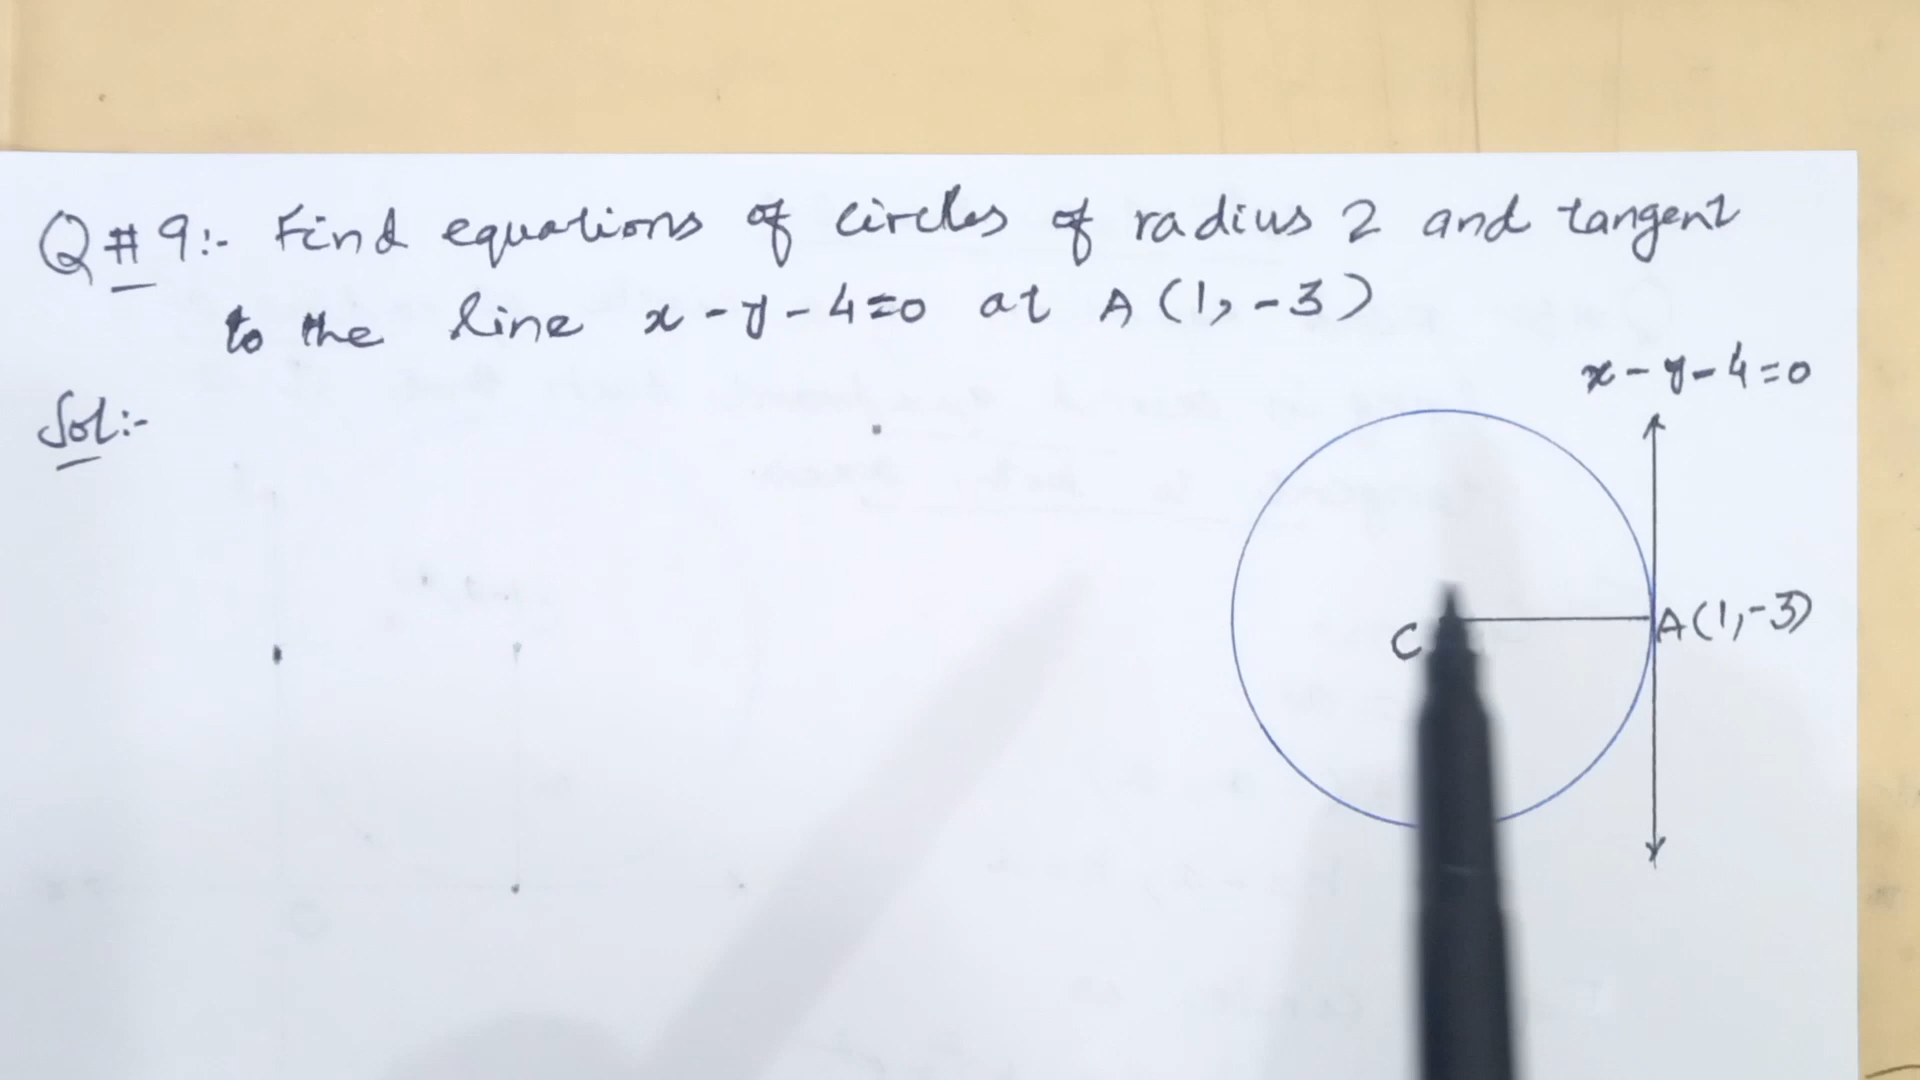 Q # 9:- Find equations of circles of radius 2 and tangent
to the line x - y - 4 = 0 at A (1, -3)
x - y - 4 = 0
Sol:-
C
A (1, -3)